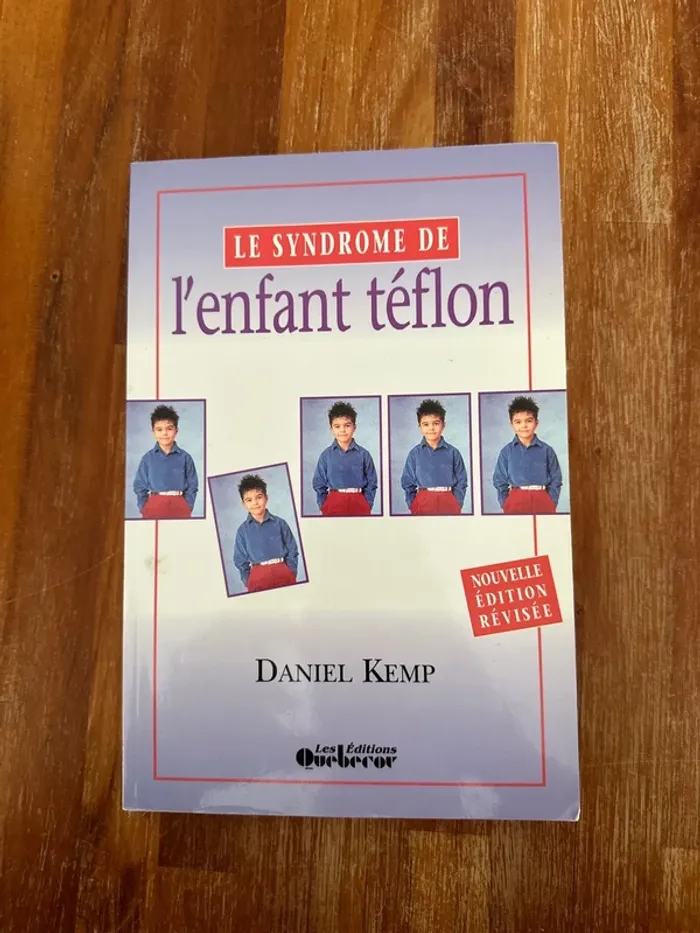 LE SYNDROME DE
l'enfant téflon
NOUVELLE
ÉDITION
RÉVISÉE
DANIEL KEMP
Les Éditions
Quebecor